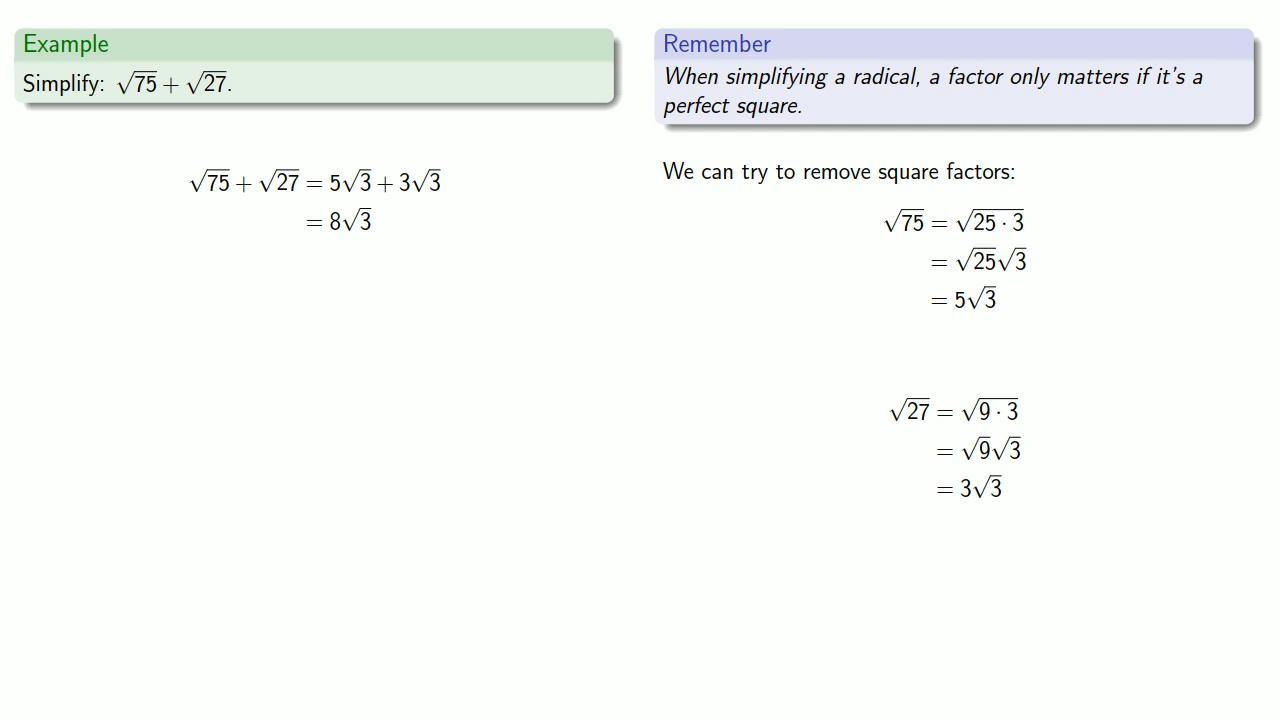 Example
Simplify: √75 + √27.
√75 + √27 = 5√3 + 3√3
= 8√3
Remember
When simplifying a radical, a factor only matters if it's a
perfect square.
We can try to remove square factors:
√75 = √25 · 3
= √25√3
= 5√3
√27 = √9 · 3
= √9√3
= 3√3